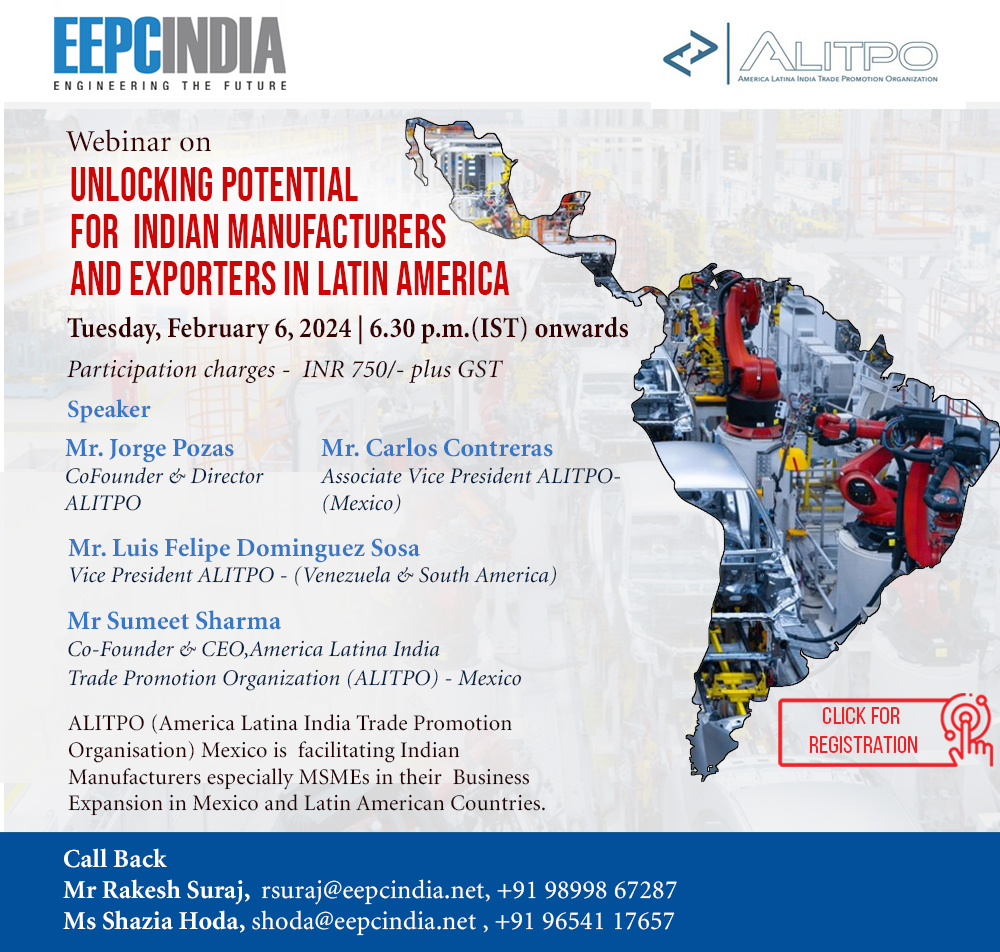 EEPCINDIA
ENGINEERING THE FUTURE
ALITPO
AMERICA LATINA INDIA TRADE PROMOTION ORGANIZATION
Webinar on
UNLOCKING POTENTIAL
FOR INDIAN MANUFACTURERS
AND EXPORTERS IN LATIN AMERICA
Tuesday, February 6, 2024 | 6.30 p.m.(IST) onwards
Participation charges - INR 750/- plus GST
Speaker
Mr. Jorge Pozas
CoFounder & Director
ALITPO
Mr. Carlos Contreras
Associate Vice President ALITPO-
(Mexico)
Mr. Luis Felipe Dominguez Sosa
Vice President ALITPO - (Venezuela & South America)
Mr Sumeet Sharma
Co-Founder & CEO,America Latina India
Trade Promotion Organization (ALITPO) - Mexico
ALITPO (America Latina India Trade Promotion
Organisation) Mexico is facilitating Indian
Manufacturers especially MSMEs in their Business
Expansion in Mexico and Latin American Countries.
CLICK FOR
REGISTRATION
Call Back
Mr Rakesh Suraj, rsuraj@eepcindia.net, +91 98998 67287
Ms Shazia Hoda, shoda@eepcindia.net , +91 96541 17657